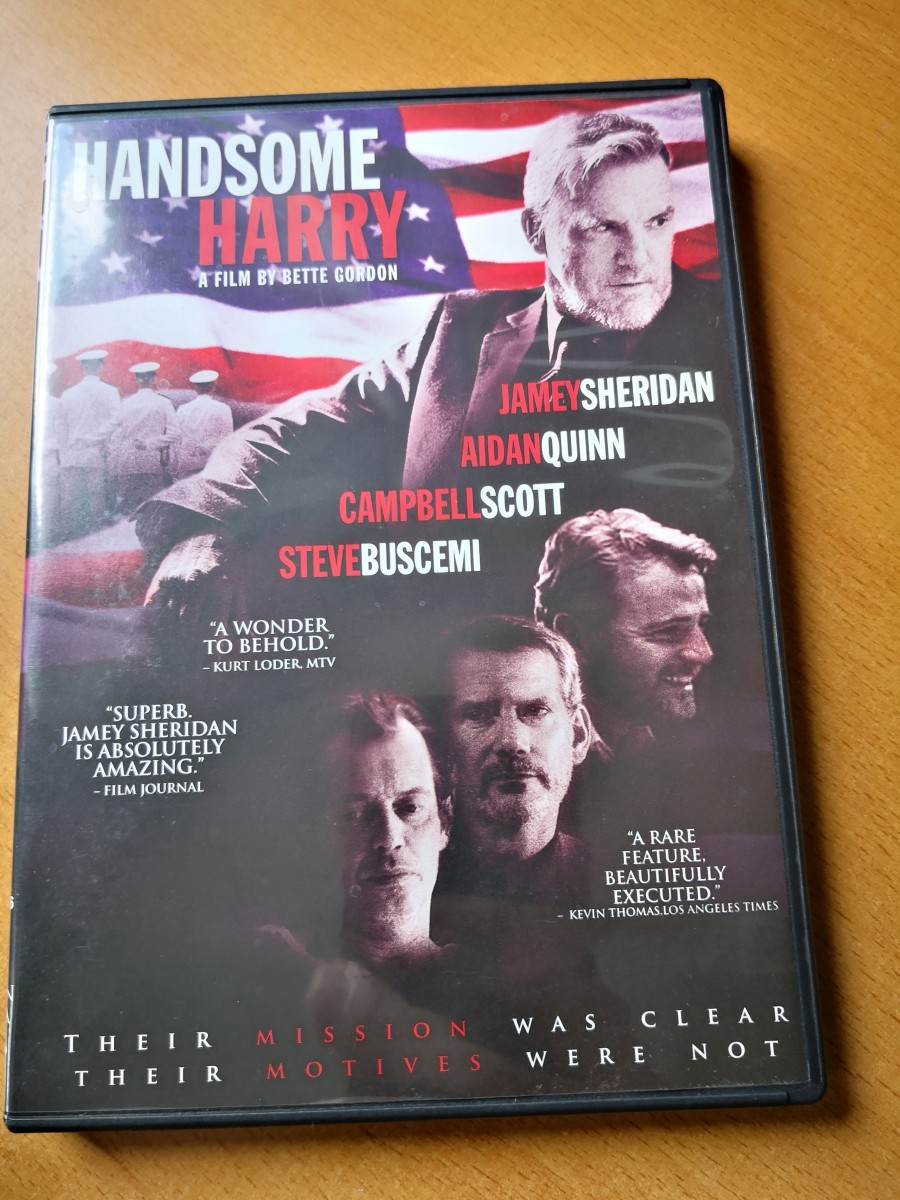 HANDSOME
HARRY
A FILM BY BETTE GORDON
JAMEYSHERIDAN
AIDANQUINN
CAMPBELLSCOTT
STEVEBUSCEMI
“A WONDER
TO BEHOLD.”
– KURT LODER, MTV
“SUPERB.
JAMEY SHERIDAN
IS ABSOLUTELY
AMAZING.”
– FILM JOURNAL
“A RARE
FEATURE,
BEAUTIFULLY
EXECUTED.”
– KEVIN THOMAS.LOS ANGELES TIMES
THEIR MISSION WAS CLEAR
THEIR MOTIVES WERE NOT